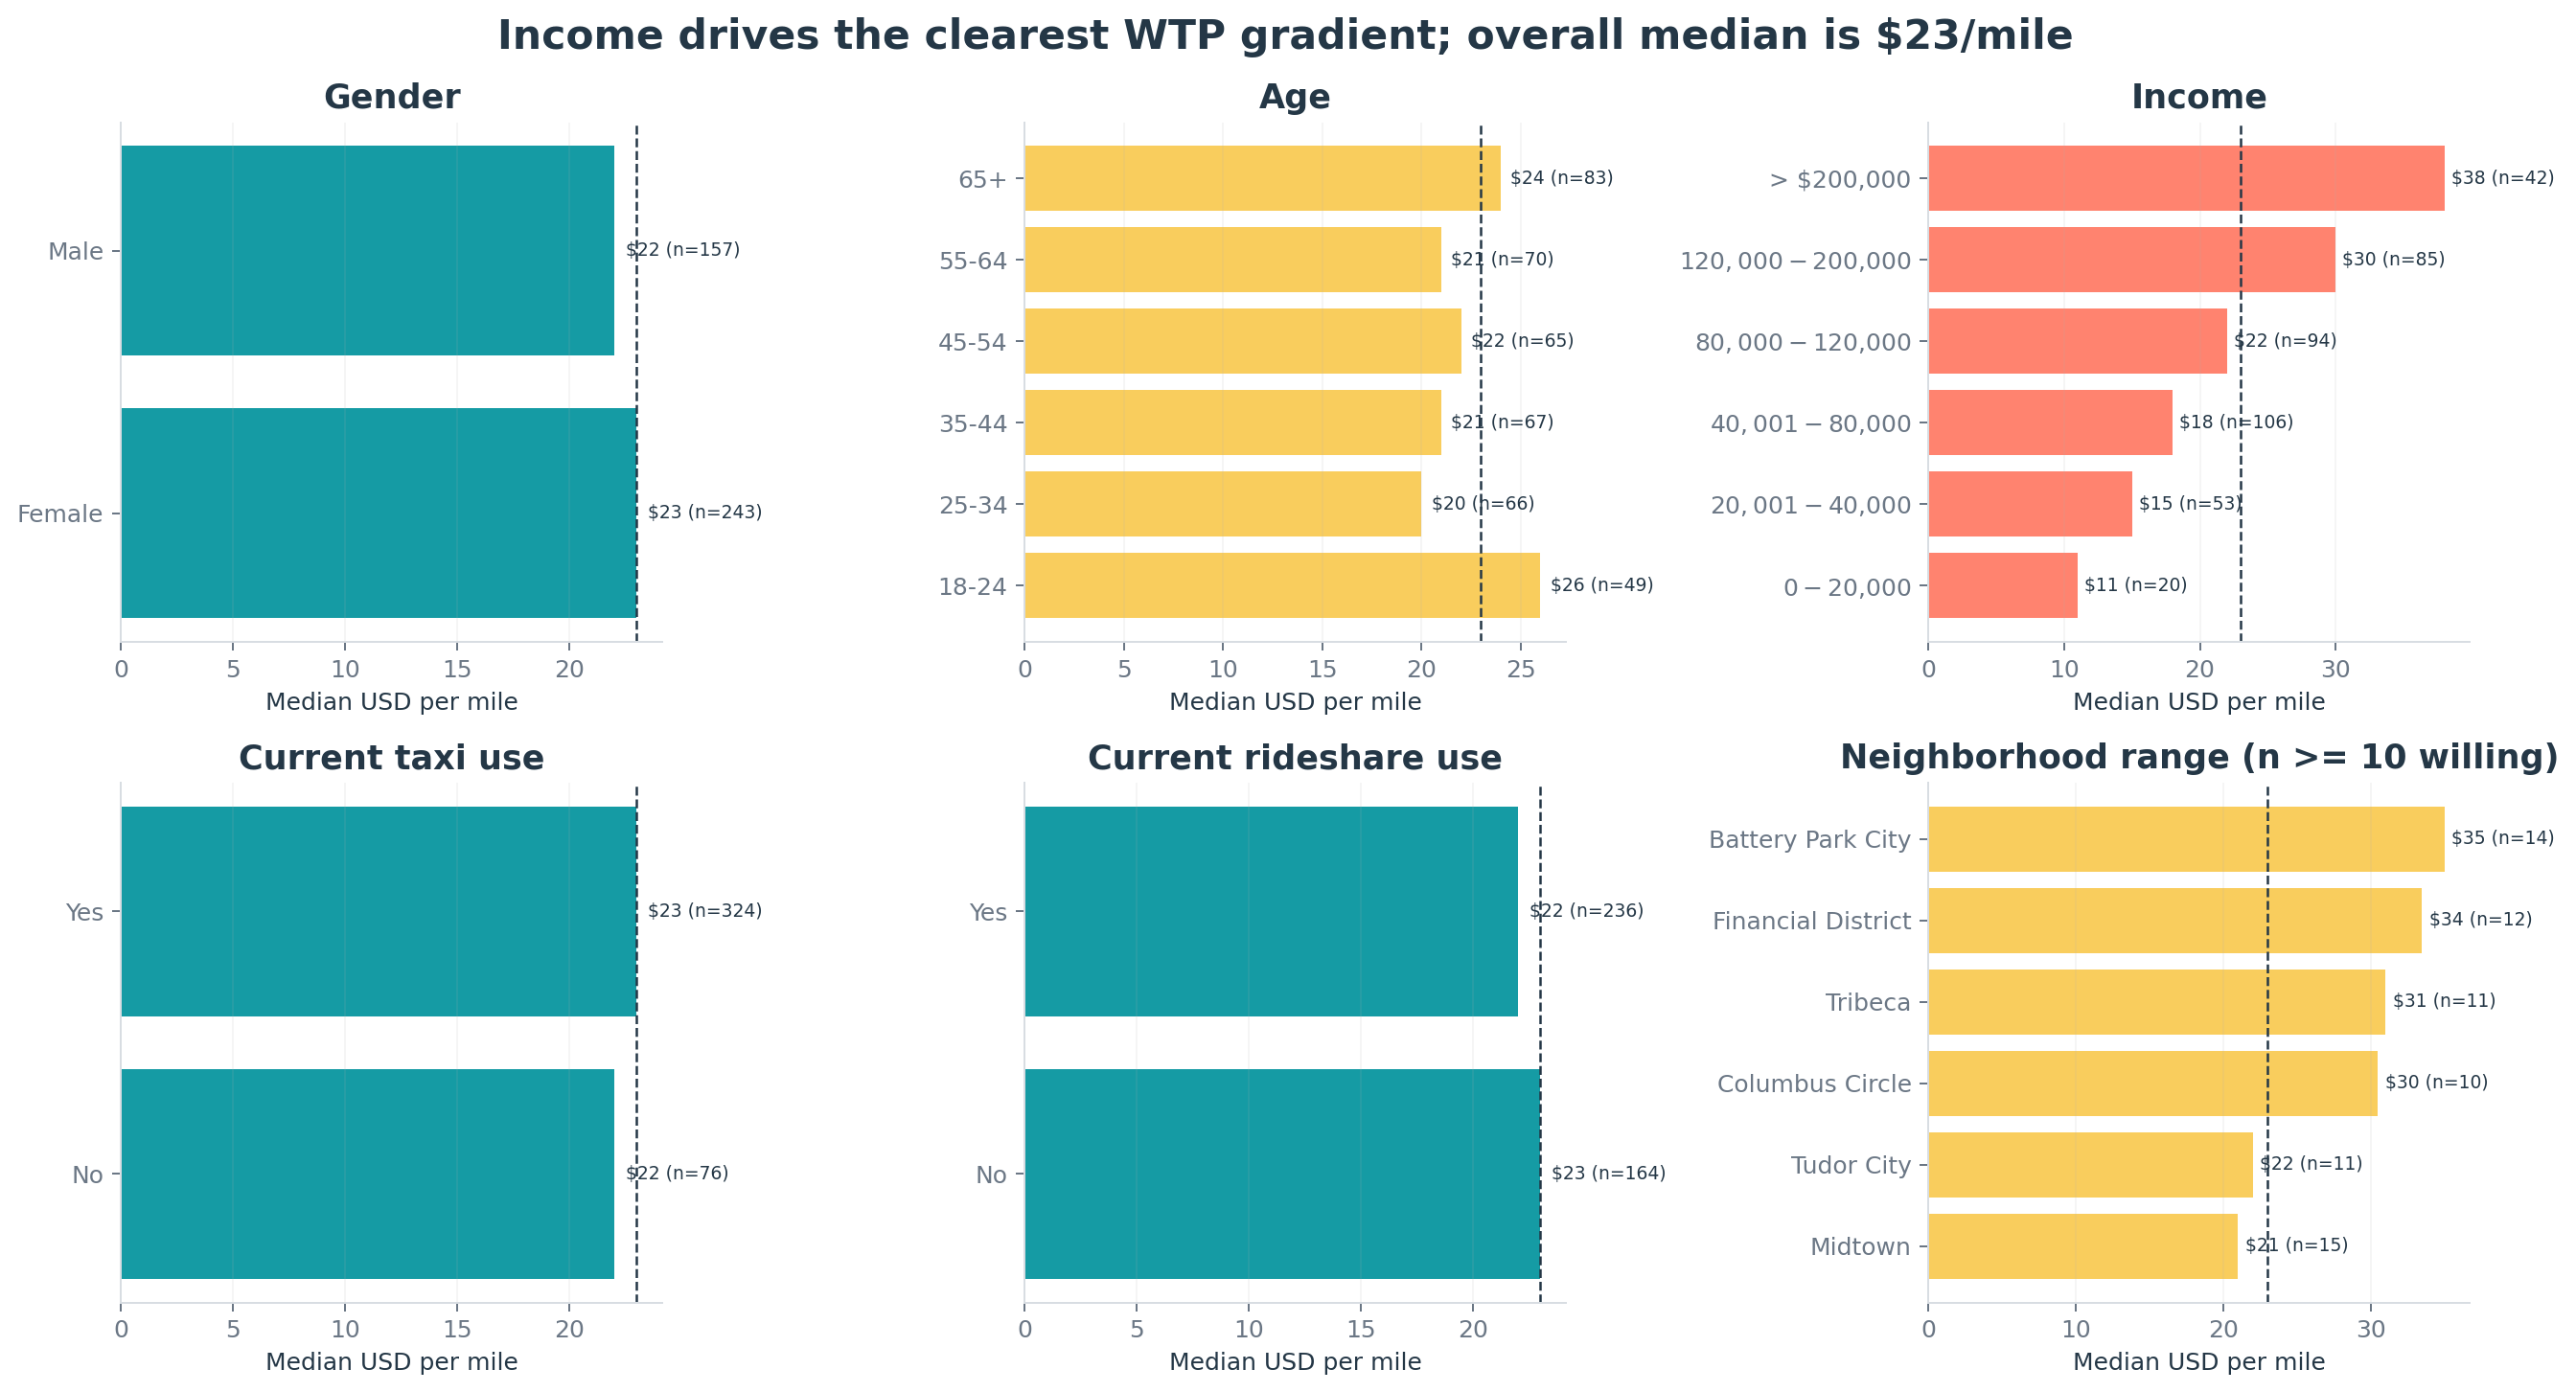 Income drives the clearest WTP gradient; overall median is $23/mile
Gender
Male
$22 (n=157)
Female
$23 (n=243)
0 5 10 15 20
Median USD per mile
Age
65+
$24 (n=83)
55-64
$21 (n=70)
45-54
$22 (n=65)
35-44
$21 (n=67)
25-34
$20 (n=66)
18-24
$26 (n=49)
0 5 10 15 20 25
Median USD per mile
Income
> $200,000
$38 (n=42)
120,000 − 200,000
$30 (n=85)
80,000 − 120,000
$22 (n=94)
40,001 − 80,000
$18 (n=106)
20,001 − 40,000
$15 (n=53)
0 − 20,000
$11 (n=20)
0 10 20 30
Median USD per mile
Current taxi use
Yes
$23 (n=324)
No
$22 (n=76)
0 5 10 15 20
Median USD per mile
Current rideshare use
Yes
$22 (n=236)
No
$23 (n=164)
0 5 10 15 20
Median USD per mile
Neighborhood range (n >= 10 willing)
Battery Park City
$35 (n=14)
Financial District
$34 (n=12)
Tribeca
$31 (n=11)
Columbus Circle
$30 (n=10)
Tudor City
$22 (n=11)
Midtown
$21 (n=15)
0 10 20 30
Median USD per mile